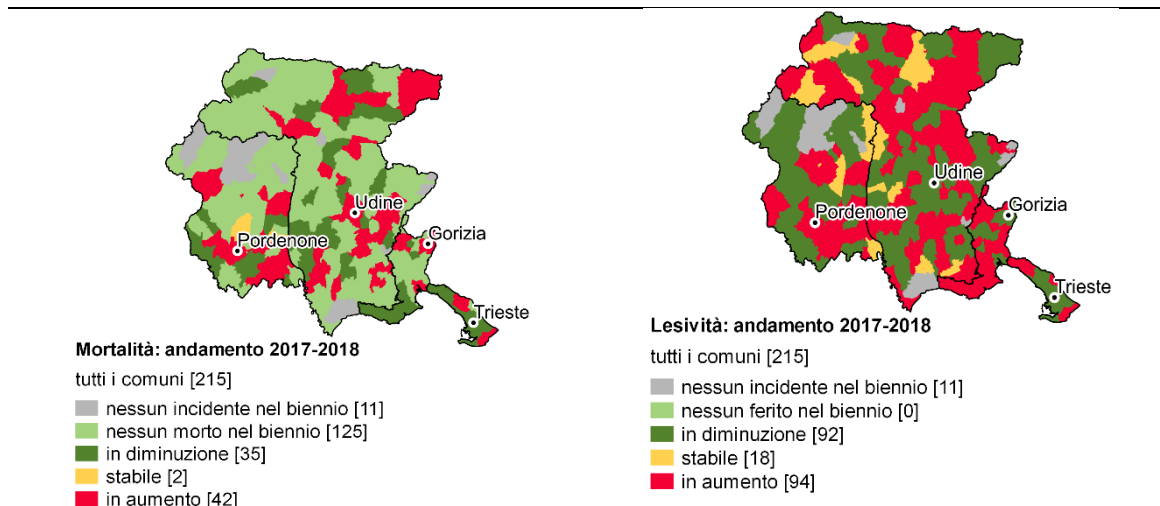 Udine
Pordenone
Gorizia
Trieste
Mortalità: andamento 2017-2018
tutti i comuni [215]
nessun incidente nel biennio [11]
nessun morto nel biennio [125]
in diminuzione [35]
stabile [2]
in aumento [42]
Udine
Pordenone
Gorizia
Trieste
Lesività: andamento 2017-2018
tutti i comuni [215]
nessun incidente nel biennio [11]
nessun ferito nel biennio [0]
in diminuzione [92]
stabile [18]
in aumento [94]